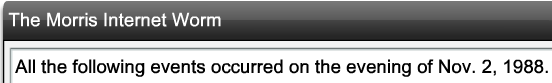 The Morris Internet Worm
All the following events occurred on the evening of Nov. 2, 1988.